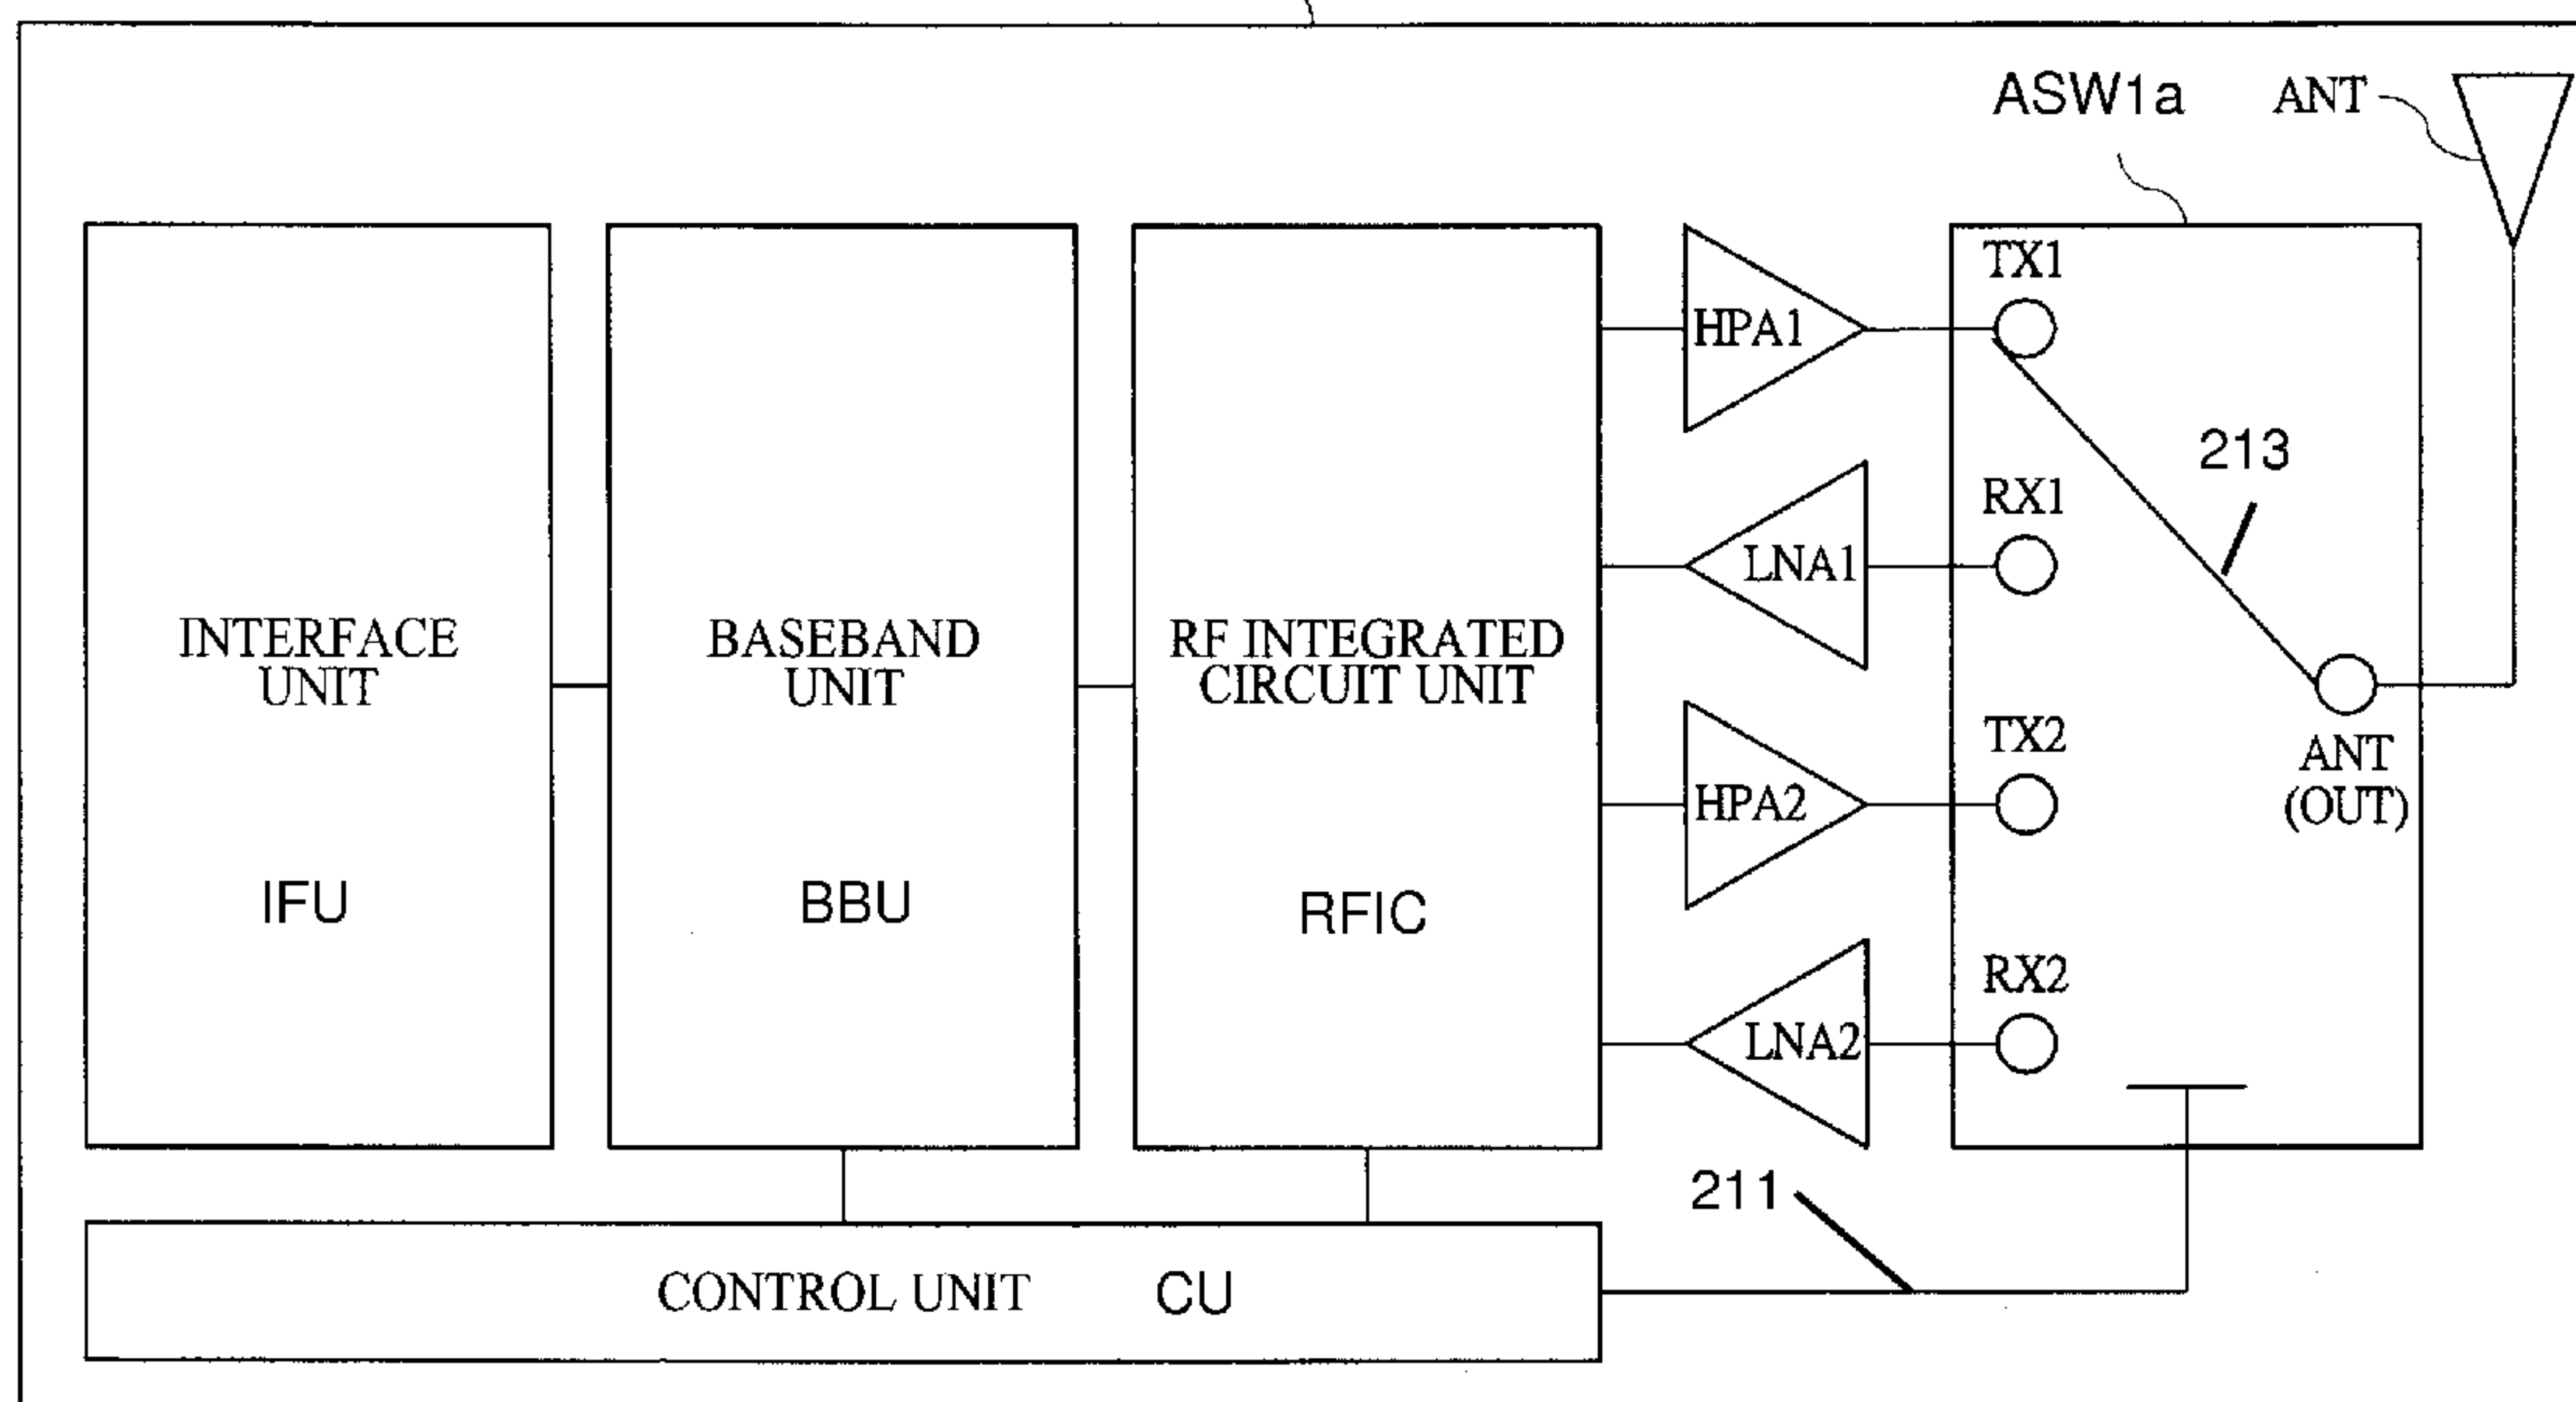 ASW1a
ANT
TX1
HPA1
213
RX1
LNA1
INTERFACE
UNIT
BASEBAND
UNIT
RF INTEGRATED
CIRCUIT UNIT
TX2
HPA2
ANT
(OUT)
IFU
BBU
RFIC
RX2
LNA2
211
CONTROL UNIT CU